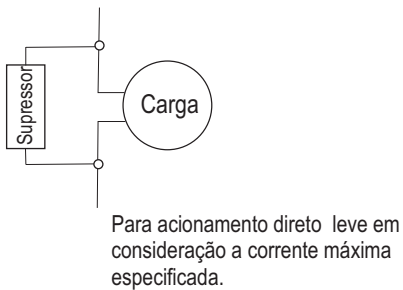 Supressor
Carga
Para acionamento direto leve em
consideração a corrente máxima
especificada.